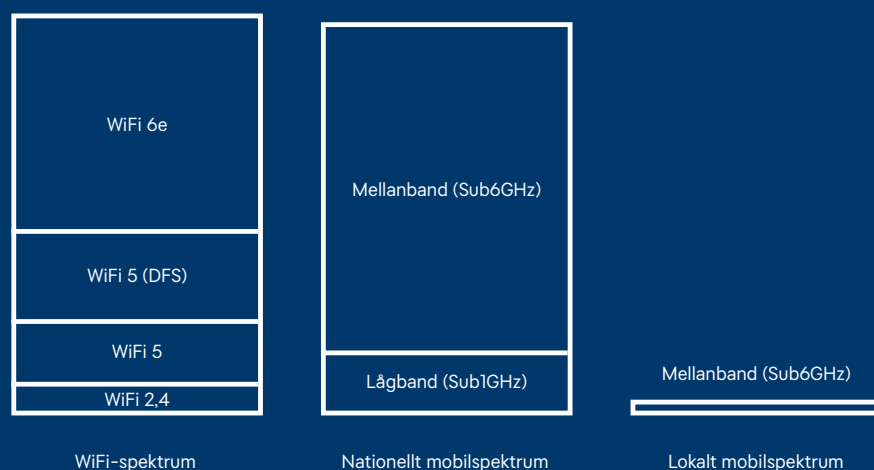 WiFi 6e
WiFi 5 (DFS)
WiFi 5
WiFi 2,4
WiFi-spektrum
Mellanband (Sub6GHz)
Lågband (Sub1GHz)
Nationellt mobilspektrum
Mellanband (Sub6GHz)
Lokalt mobilspektrum